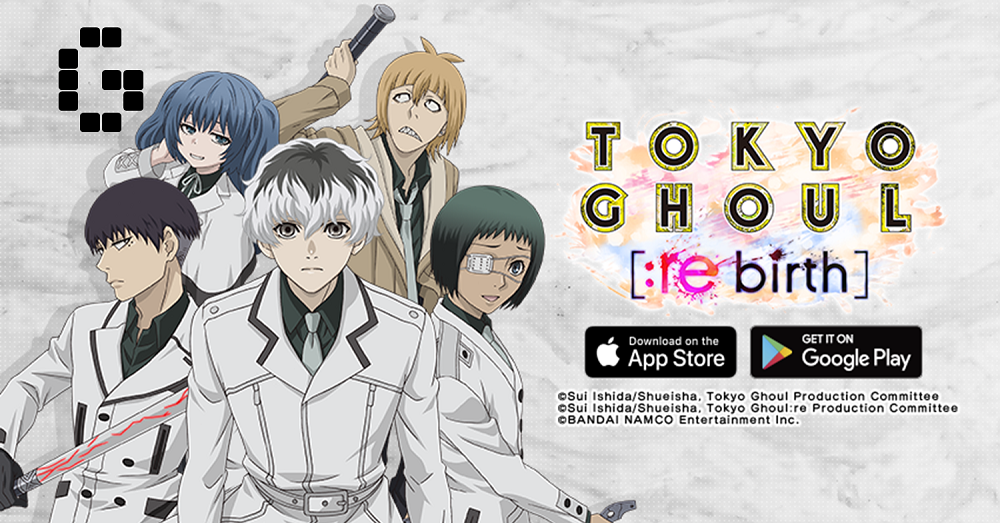 G
TOKYO
GHOUL
[:re birth]
Download on the
App Store
GET IT ON
Google Play
©Sui Ishida/Shueisha, Tokyo Ghoul Production Committee
©Sui Ishida/Shueisha, Tokyo Ghoul:re Production Committee
©BANDAI NAMCO Entertainment Inc.